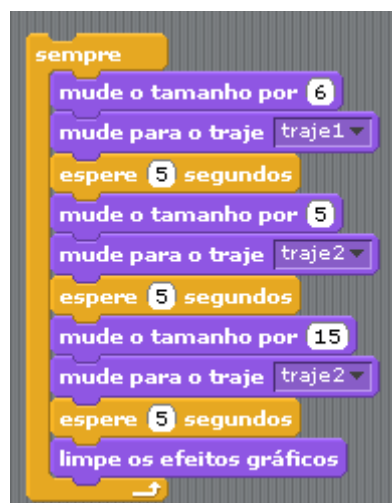 sempre
mude o tamanho por 6
mude para o traje traje1
espere 5 segundos
mude o tamanho por 5
mude para o traje traje2
espere 5 segundos
mude o tamanho por 15
mude para o traje traje2
espere 5 segundos
limpe os efeitos gráficos